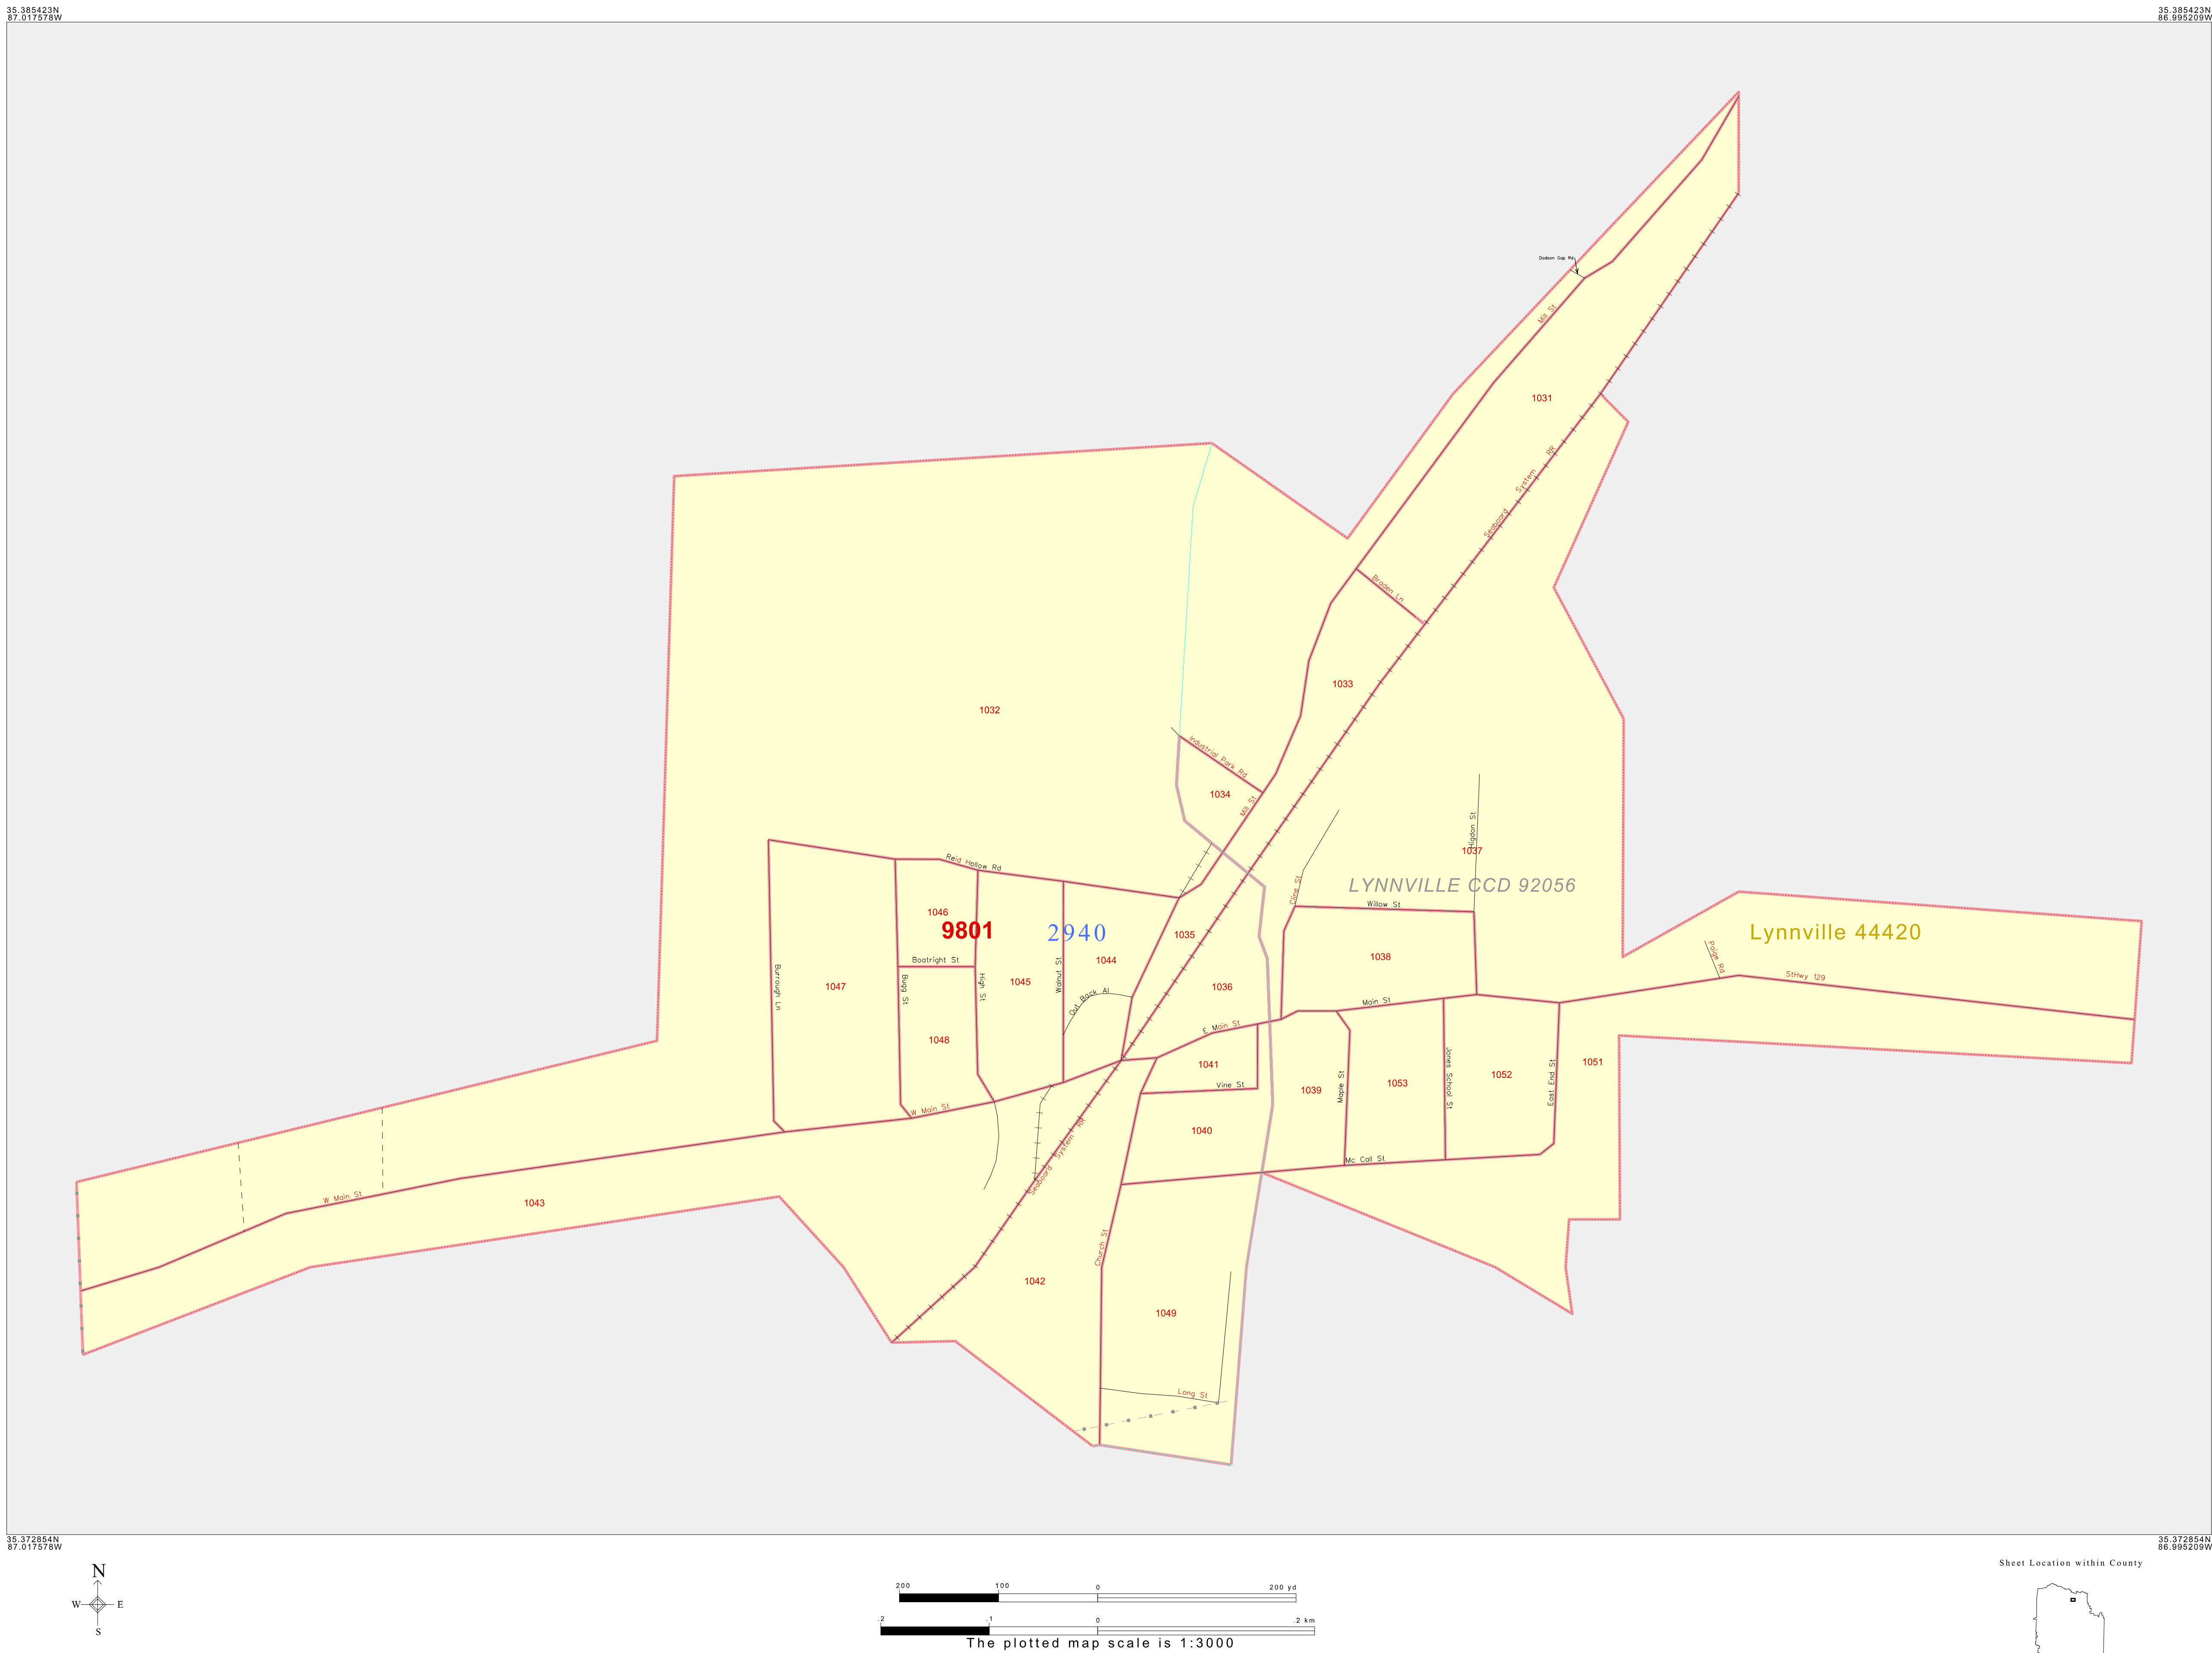 35.385423N
87.017578W
35.385423N
86.995209W
Dodson Gap Rd
Mill St
1031
Seaboard System RR
Braden Ln
1033
1032
Industrial Park Rd
1034
Mill St
Higdon St
1037
Reid Hollow Rd
Cline St
LYNNVILLE CCD 92056
Willow St
1046
9801
2940
1035
Lynnville 44420
1038
Paige Rd
Boatright St
1044
StHwy 129
1047
Burrough Ln
Bugg St
High St
1045
Walnut St
Out Back Al
1036
Main St
E Main St
1048
1041
Vine St
1039
Maple St
1053
Jones School St
1052
East End St
1051
W Main St
1040
Seaboard System RR
Mc Call St
W Main St
1043
Church St
1042
1049
Long St
35.372854N
87.017578W
35.372854N
86.995209W
N
W E
S
200 100 0 200 yd
.2 .1 0 .2 km
The plotted map scale is 1:3000
Sheet Location within County